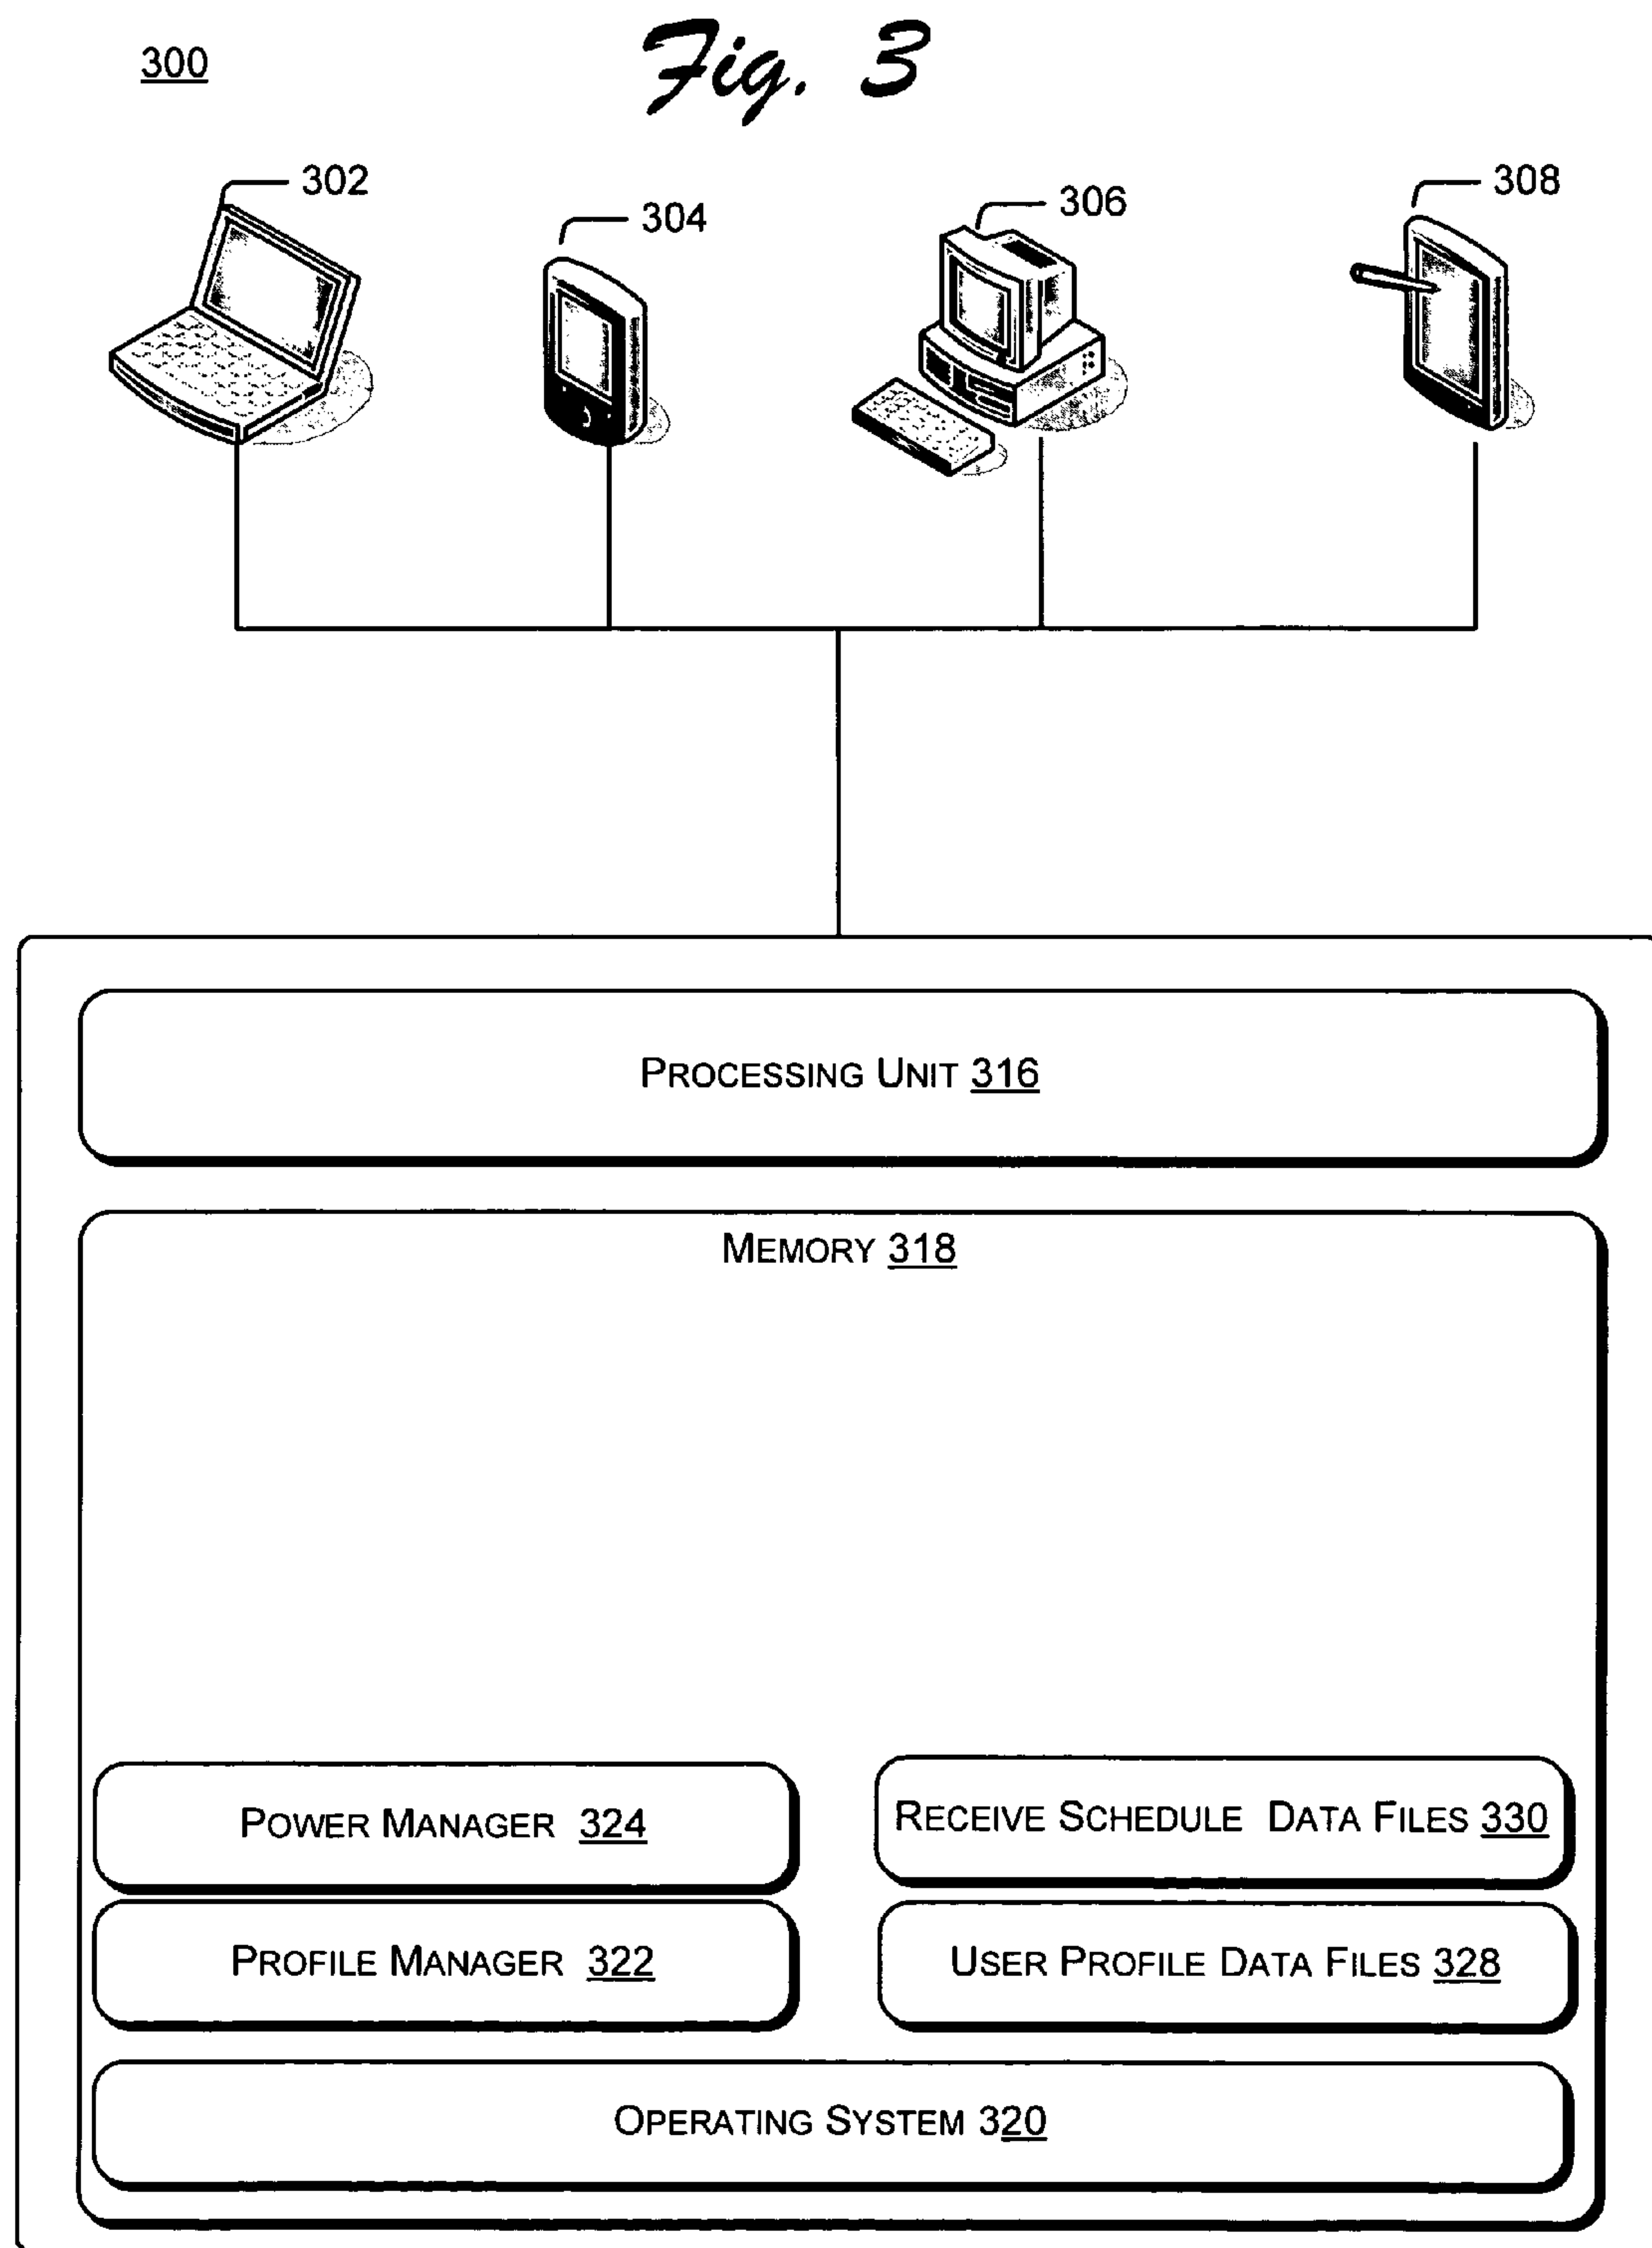 300
Fig. 3
302
304
306
308
PROCESSING UNIT 316
MEMORY 318
POWER MANAGER 324
RECEIVE SCHEDULE DATA FILES 330
PROFILE MANAGER 322
USER PROFILE DATA FILES 328
OPERATING SYSTEM 320